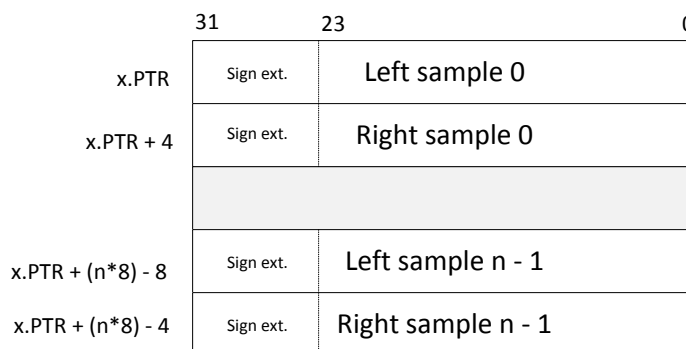 31 23 0
x.PTR Sign ext. Left sample 0
x.PTR + 4 Sign ext. Right sample 0
x.PTR + (n*8) - 8 Sign ext. Left sample n - 1
x.PTR + (n*8) - 4 Sign ext. Right sample n - 1